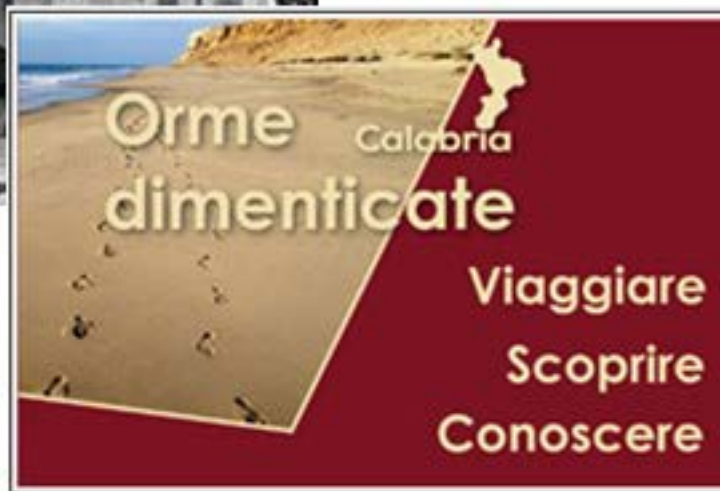 Orme
Calabria
dimenticate
Viaggiare
Scoprire
Conoscere